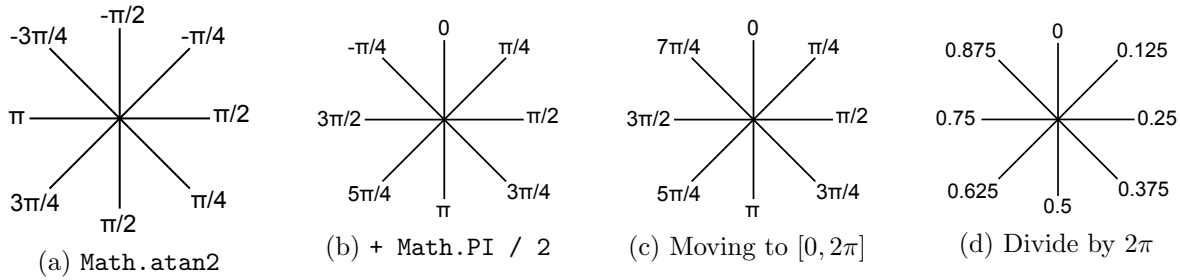 -π/2
-3π/4
-π/4
π
π/2
3π/4
π/4
π/2
(a) Math.atan2
0
-π/4
π/4
3π/2
π/2
5π/4
3π/4
π
(b) + Math.PI / 2
0
7π/4
π/4
3π/2
π/2
5π/4
3π/4
π
(c) Moving to [0, 2π]
0
0.875
0.125
0.75
0.25
0.625
0.375
0.5
(d) Divide by 2π